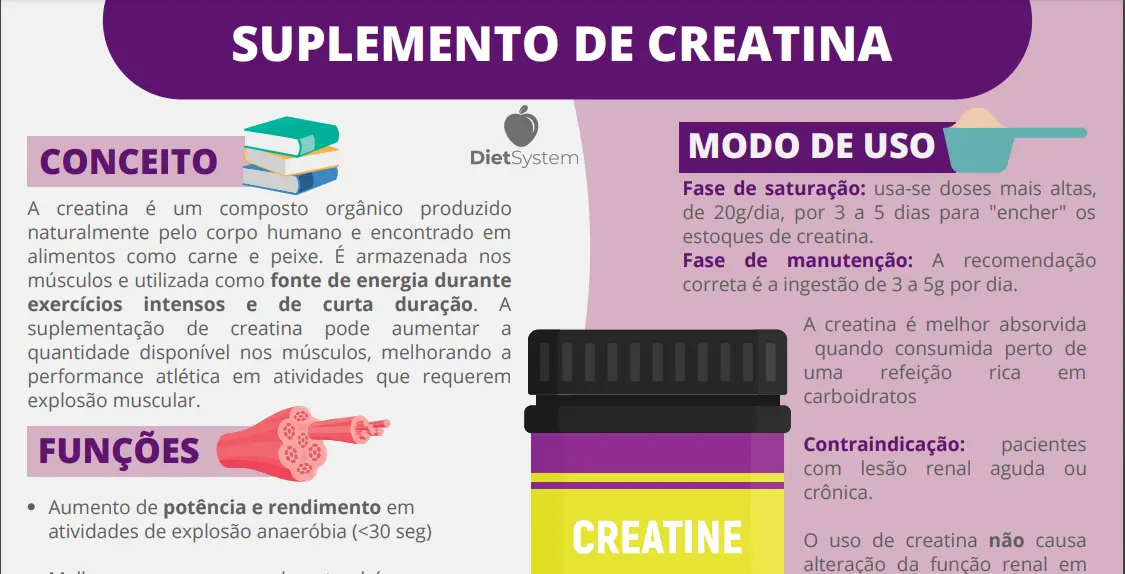 SUPLEMENTO DE CREATINA
CONCEITO
A creatina é um composto orgânico produzido
naturalmente pelo corpo humano e encontrado em
alimentos como carne e peixe. É armazenada nos
músculos e utilizada como fonte de energia durante
exercícios intensos e de curta duração. A
suplementação de creatina pode aumentar a
quantidade disponível nos músculos, melhorando a
performance atlética em atividades que requerem
explosão muscular.
FUNÇÕES
• Aumento de potência e rendimento em
atividades de explosão anaeróbia (<30 seg)
DietSystem
MODO DE USO
Fase de saturação: usa-se doses mais altas,
de 20g/dia, por 3 a 5 dias para "encher" os
estoques de creatina.
Fase de manutenção: A recomendação
correta é a ingestão de 3 a 5g por dia.
A creatina é melhor absorvida
quando consumida perto de
uma refeição rica em
carboidratos
Contraindicação: pacientes
com lesão renal aguda ou
crônica.
O uso de creatina não causa
alteração da função renal em
CREATINE